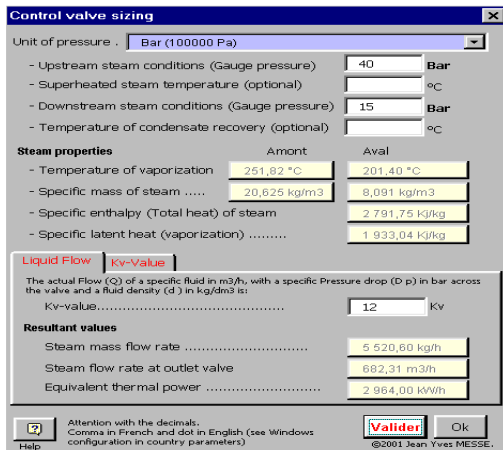 Control valve sizing
Unit of pressure . Bar (100000 Pa)
- Upstream steam conditions (Gauge pressure) 40 Bar
- Superheated steam temperature (optional) °C
- Downstream steam conditions (Gauge pressure) 15 Bar
- Temperature of condensate recovery (optional) °C
Steam properties Amont Aval
- Temperature of vaporization 251,82 °C 201,40 °C
- Specific mass of steam ..... 20,625 kg/m3 8,091 kg/m3
- Specific enthalpy (Total heat) of steam 2 791,75 Kj/kg
- Specific latent heat (vaporization) ......... 1 933,04 Kj/kg
Liquid Flow Kv-Value
The actual Flow (Q) of a specific fluid in m3/h, with a specific Pressure drop (D p) in bar across
the valve and a fluid density (d ) in kg/dm3 is:
Kv-value............................................ 12 Kv
Resultant values
Steam mass flow rate ............................ 5 520,60 kg/h
Steam flow rate at outlet valve 682,31 m3/h
Equivalent thermal power ........................ 2 964,00 kW/h
Help
Attention with the decimals.
Comma in French and dot in English (see Windows
configuration in country parameters)
Valider Ok
©2001 Jean Yves MESSE.